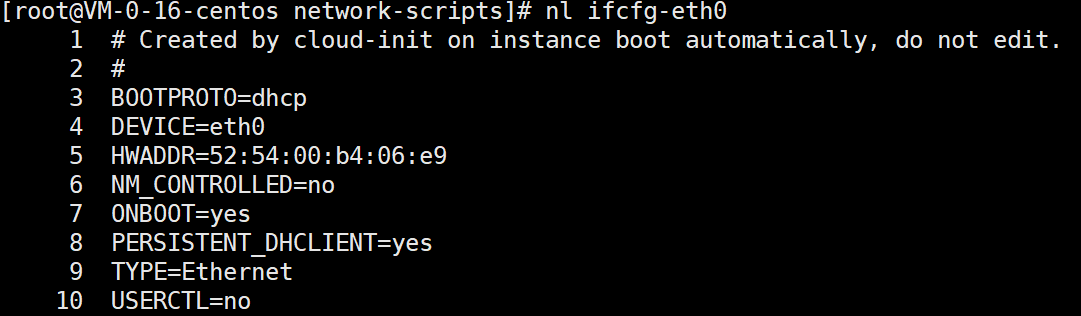 [root@VM-0-16-centos network-scripts]# nl ifcfg-eth0
1 # Created by cloud-init on instance boot automatically, do not edit.
2 #
3 BOOTPROTO=dhcp
4 DEVICE=eth0
5 HWADDR=52:54:00:b4:06:e9
6 NM_CONTROLLED=no
7 ONBOOT=yes
8 PERSISTENT_DHCLIENT=yes
9 TYPE=Ethernet
10 USERCTL=no